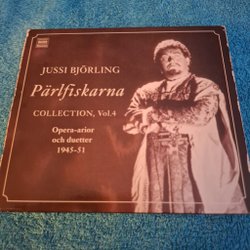 JUSSI BJÖRLING
Pärlfiskarna
COLLECTION, Vol.4
Opera-arior
och duetter
1945-51